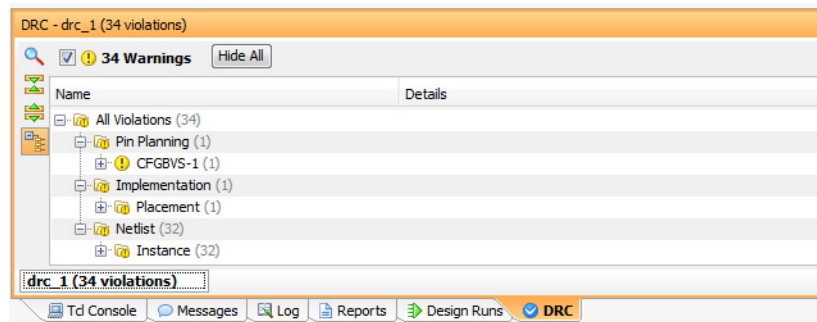 DRC - drc_1 (34 violations)
34 Warnings Hide All
Name Details
All Violations (34)
Pin Planning (1)
CFGBVS-1 (1)
Implementation (1)
Placement (1)
Netlist (32)
Instance (32)
drc_1 (34 violations)
Tcl Console Messages Log Reports Design Runs DRC